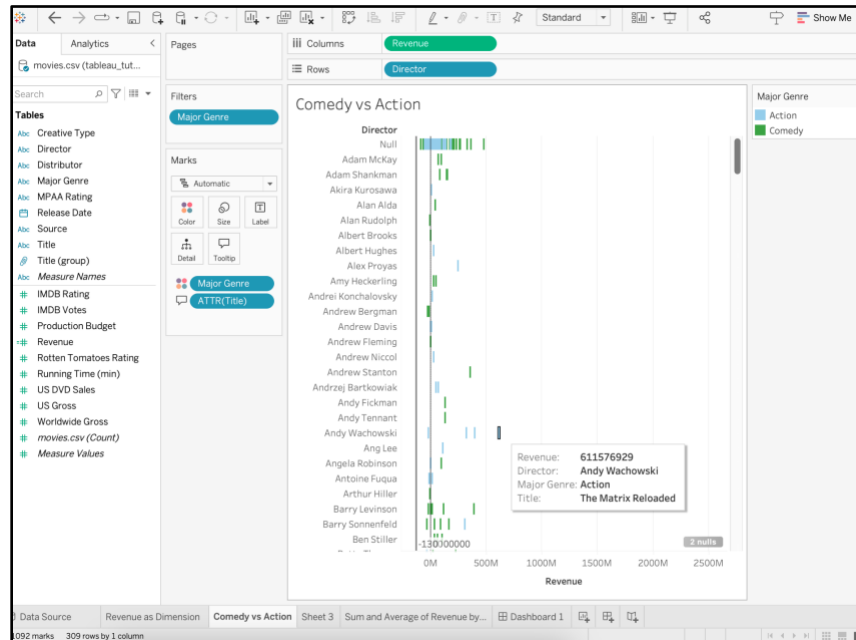 Standard
Show Me
Data
Analytics
movies.csv (tableau_tut...
Search
Tables
Abc Creative Type
Abc Director
Abc Distributor
Abc Major Genre
Abc MPAA Rating
Release Date
Abc Source
Abc Title
Title (group)
Abc Measure Names
# IMDB Rating
# IMDB Votes
# Production Budget
=# Revenue
# Rotten Tomatoes Rating
# Running Time (min)
# US DVD Sales
# US Gross
# Worldwide Gross
# movies.csv (Count)
# Measure Values
Pages
Filters
Major Genre
Marks
Automatic
Color
Size
Label
Detail
Tooltip
Major Genre
ATTR(Title)
Columns
Revenue
Rows
Director
Comedy vs Action
Director
Null
Adam McKay
Adam Shankman
Akira Kurosawa
Alan Alda
Alan Rudolph
Albert Brooks
Albert Hughes
Alex Proyas
Amy Heckerling
Andrei Konchalovsky
Andrew Bergman
Andrew Davis
Andrew Fleming
Andrew Niccol
Andrew Stanton
Andrzej Bartkowiak
Andy Fickman
Andy Tennant
Andy Wachowski
Ang Lee
Angela Robinson
Antoine Fuqua
Arthur Hiller
Barry Levinson
Barry Sonnenfeld
Ben Stiller
Revenue: 611576929
Director: Andy Wachowski
Major Genre: Action
Title: The Matrix Reloaded
-130000000
2 nulls
0M 500M 1000M 1500M 2000M 2500M
Revenue
Major Genre
Action
Comedy
Data Source
Revenue as Dimension
Comedy vs Action
Sheet 3
Sum and Average of Revenue by...
Dashboard 1
1092 marks 309 rows by 1 column